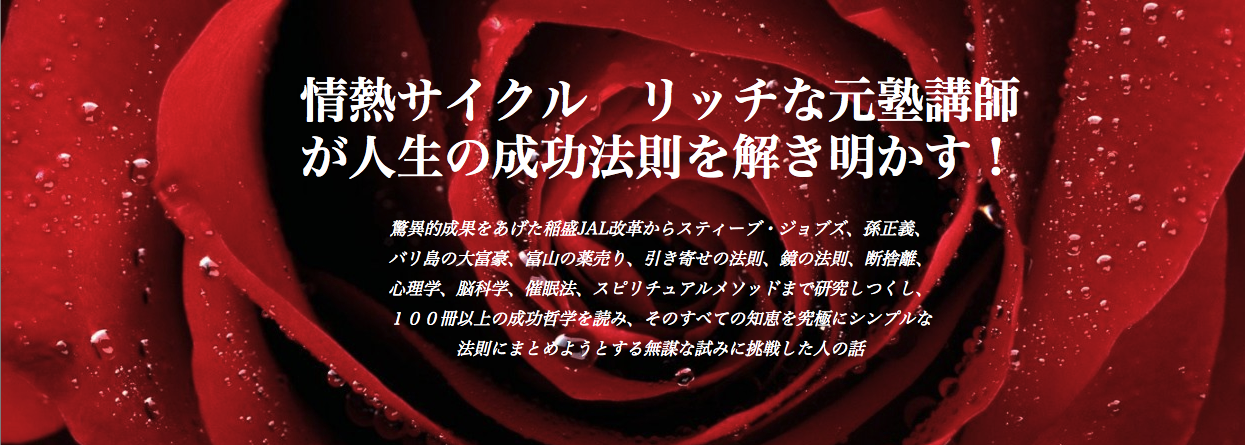 情熱サイクル　リッチな元塾講師
が人生の成功法則を解き明かす！
驚異的成果をあげた稲盛JAL改革からスティーブ・ジョブズ、孫正義、
バリ島の大富豪、富山の薬売り、引き寄せの法則、鏡の法則、断捨離、
心理学、脳科学、催眠法、スピリチュアルメソッドまで研究しつくし、
１００冊以上の成功哲学を読み、そのすべての知恵を究極にシンプルな
法則にまとめようとする無謀な試みに挑戦した人の話